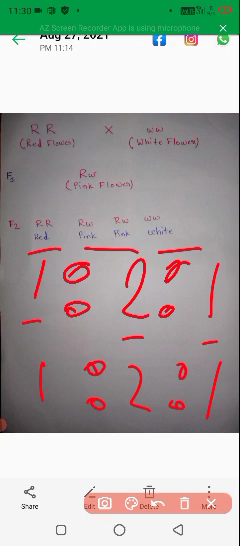 11:30
AZ Screen Recorder App is using microphone
Aug 27, 2021
PM 11:14
RR X ww
(Red Flower) (White Flower)
F1 Rw
(Pink Flower)
F2 RR Rw Rw ww
Red Pink Pink White
1 : 2 : 1
1 : 2 : 1
Share Edit Delete More